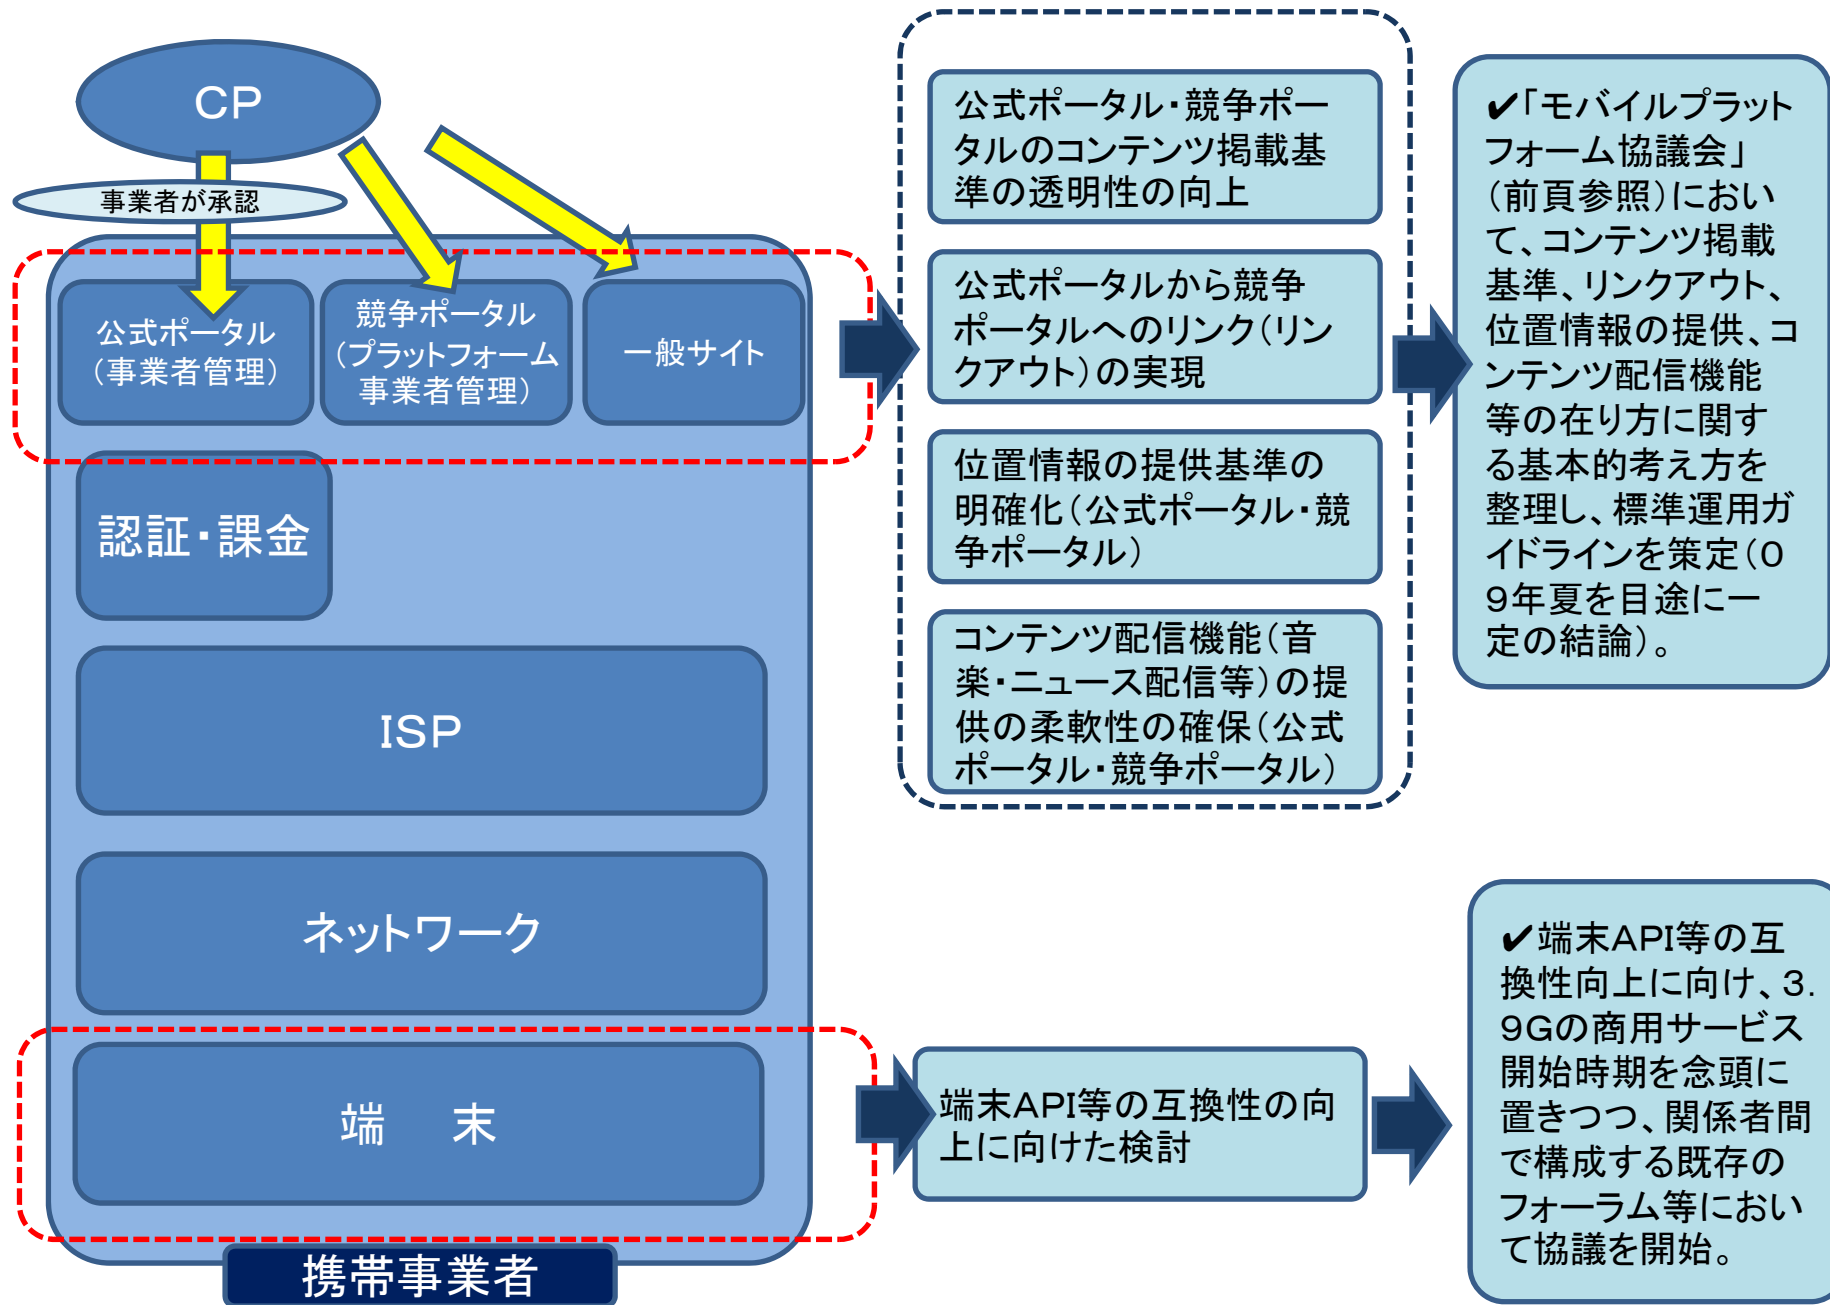 CP
事業者が承認
公式ポータル
（事業者管理）
競争ポータル
（プラットフォーム
事業者管理）
一般サイト
認証・課金
ISP
ネットワーク
端　末
携帯事業者
公式ポータル・競争ポー
タルのコンテンツ掲載基
準の透明性の向上
公式ポータルから競争
ポータルへのリンク（リン
クアウト）の実現
位置情報の提供基準の
明確化（公式ポータル・競
争ポータル）
コンテンツ配信機能（音
楽・ニュース配信等）の提
供の柔軟性の確保（公式
ポータル・競争ポータル）
✔「モバイルプラット
フォーム協議会」
（前頁参照）におい
て、コンテンツ掲載
基準、リンクアウト、
位置情報の提供、コ
ンテンツ配信機能
等の在り方に関す
る基本的考え方を
整理し、標準運用ガ
イドラインを策定（０
９年夏を目途に一
定の結論）。
端末API等の互換性の向
上に向けた検討
✔端末API等の互
換性向上に向け、３．
９Gの商用サービス
開始時期を念頭に
置きつつ、関係者間
で構成する既存の
フォーラム等におい
て協議を開始。